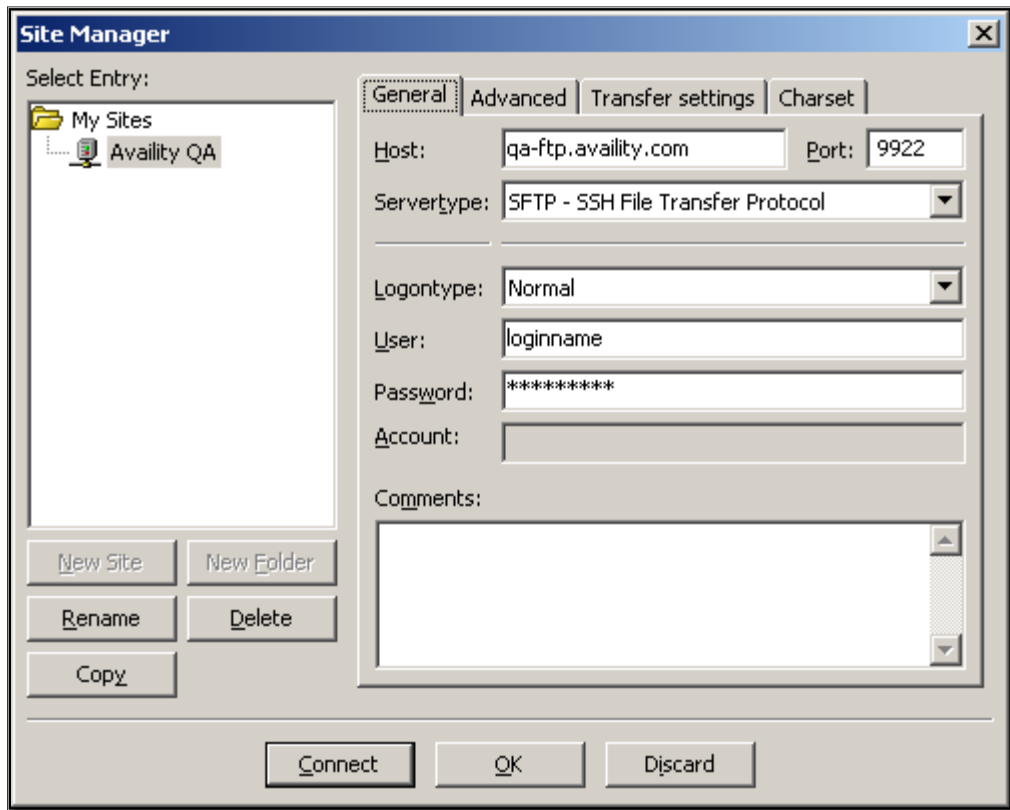 Site Manager
Select Entry:
My Sites
Availity QA
New Site
New Folder
Rename
Delete
Copy
General
Advanced
Transfer settings
Charset
Host:
qa-ftp.availity.com
Port:
9922
Servertype:
SFTP - SSH File Transfer Protocol
Logontype:
Normal
User:
loginname
Password:
*********
Account:
Comments:
Connect
OK
Discard